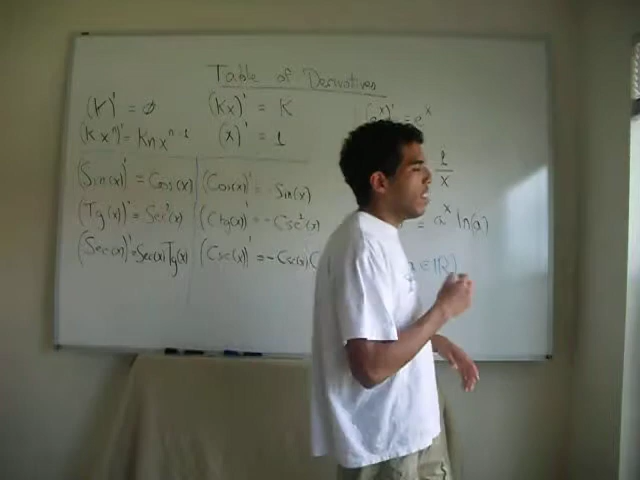 Table of Derivatives
(K)' = 0 (Kx)' = K (e^x)' = e^x
(K x^n)' = K n x^n-1 (x)' = 1
1/x
(Sin(x))' = Cos(x) (Cos(x))' = -Sin(x)
(Tg(x))' = Sec²(x) (Ctg(x))' = -Csc²(x) = a^x ln(a)
(Sec(x))' = Sec(x)Tg(x) (Csc(x))' = -Csc(x)C
a ∈ IR